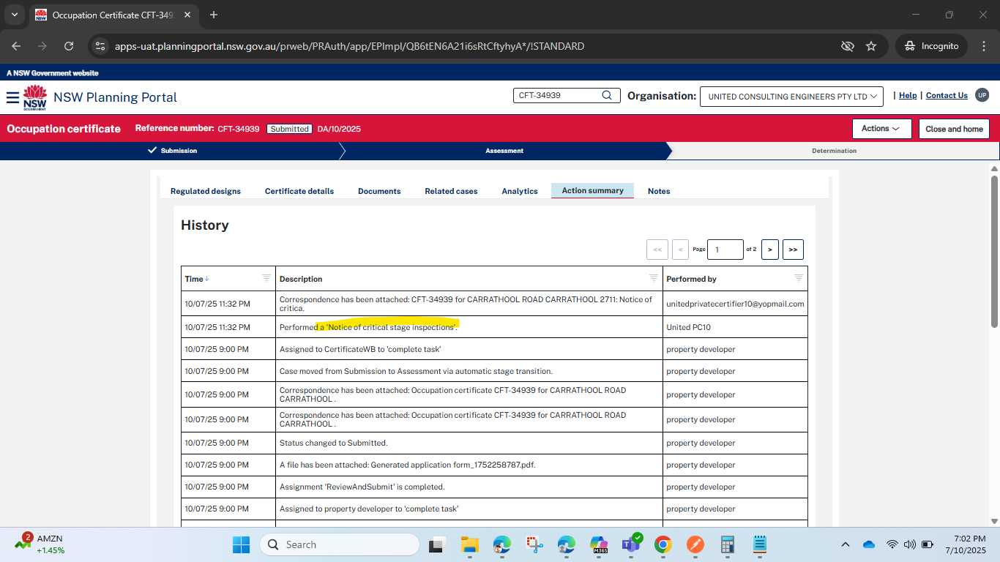 Occupation Certificate CFT-349
apps-uat.planningportal.nsw.gov.au/prweb/PRAuth/app/EPImpl/QB6tEN6A21i6sRtCftyhyA*/!STANDARD
Incognito
A NSW Government website
NSW
GOVERNMENT
NSW Planning Portal
CFT-34939
Organisation:
UNITED CONSULTING ENGINEERS PTY LTD
| Help | Contact Us
UP
Occupation certificate
Reference number: CFT-34939 Submitted DA/10/2025
Actions
Close and home
Submission
Assessment
Determination
Regulated designs
Certificate details
Documents
Related cases
Analytics
Action summary
Notes
History
<< < Page 1 of 2 > >>
Time Description Performed by
10/07/25 11:32 PM Correspondence has been attached: CFT-34939 for CARRATHOOL ROAD CARRATHOOL 2711: Notice of
critica. unitedprivatecertifier10@yopmail.com
10/07/25 11:32 PM Performed a 'Notice of critical stage inspections'. United PC10
10/07/25 9:00 PM Assigned to CertificateWB to 'complete task' property developer
10/07/25 9:00 PM Case moved from Submission to Assessment via automatic stage transition. property developer
10/07/25 9:00 PM Correspondence has been attached: Occupation certificate CFT-34939 for CARRATHOOL ROAD
CARRATHOOL . property developer
10/07/25 9:00 PM Correspondence has been attached: Occupation certificate CFT-34939 for CARRATHOOL ROAD
CARRATHOOL . property developer
10/07/25 9:00 PM Status changed to Submitted. property developer
10/07/25 9:00 PM A file has been attached: Generated application form_1752258787.pdf. property developer
10/07/25 9:00 PM Assignment 'ReviewAndSubmit' is completed. property developer
10/07/25 9:00 PM Assigned to property developer to 'complete task' property developer
2
AMZN
+1.45%
Search
M365
7:02 PM
7/10/2025